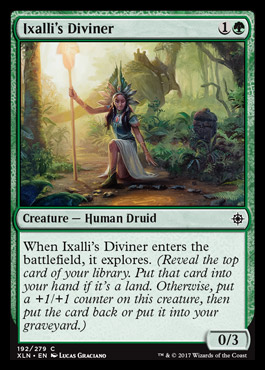 Ixalli's Diviner 1
Creature — Human Druid
When Ixalli's Diviner enters the
battlefield, it explores. (Reveal the top
card of your library. Put that card into
your hand if it's a land. Otherwise, put
a +1/+1 counter on this creature, then
put the card back or put it into your
graveyard.)
0/3
192/279 C
XLN • EN Lucas Graciano
™ & © 2017 Wizards of the Coast